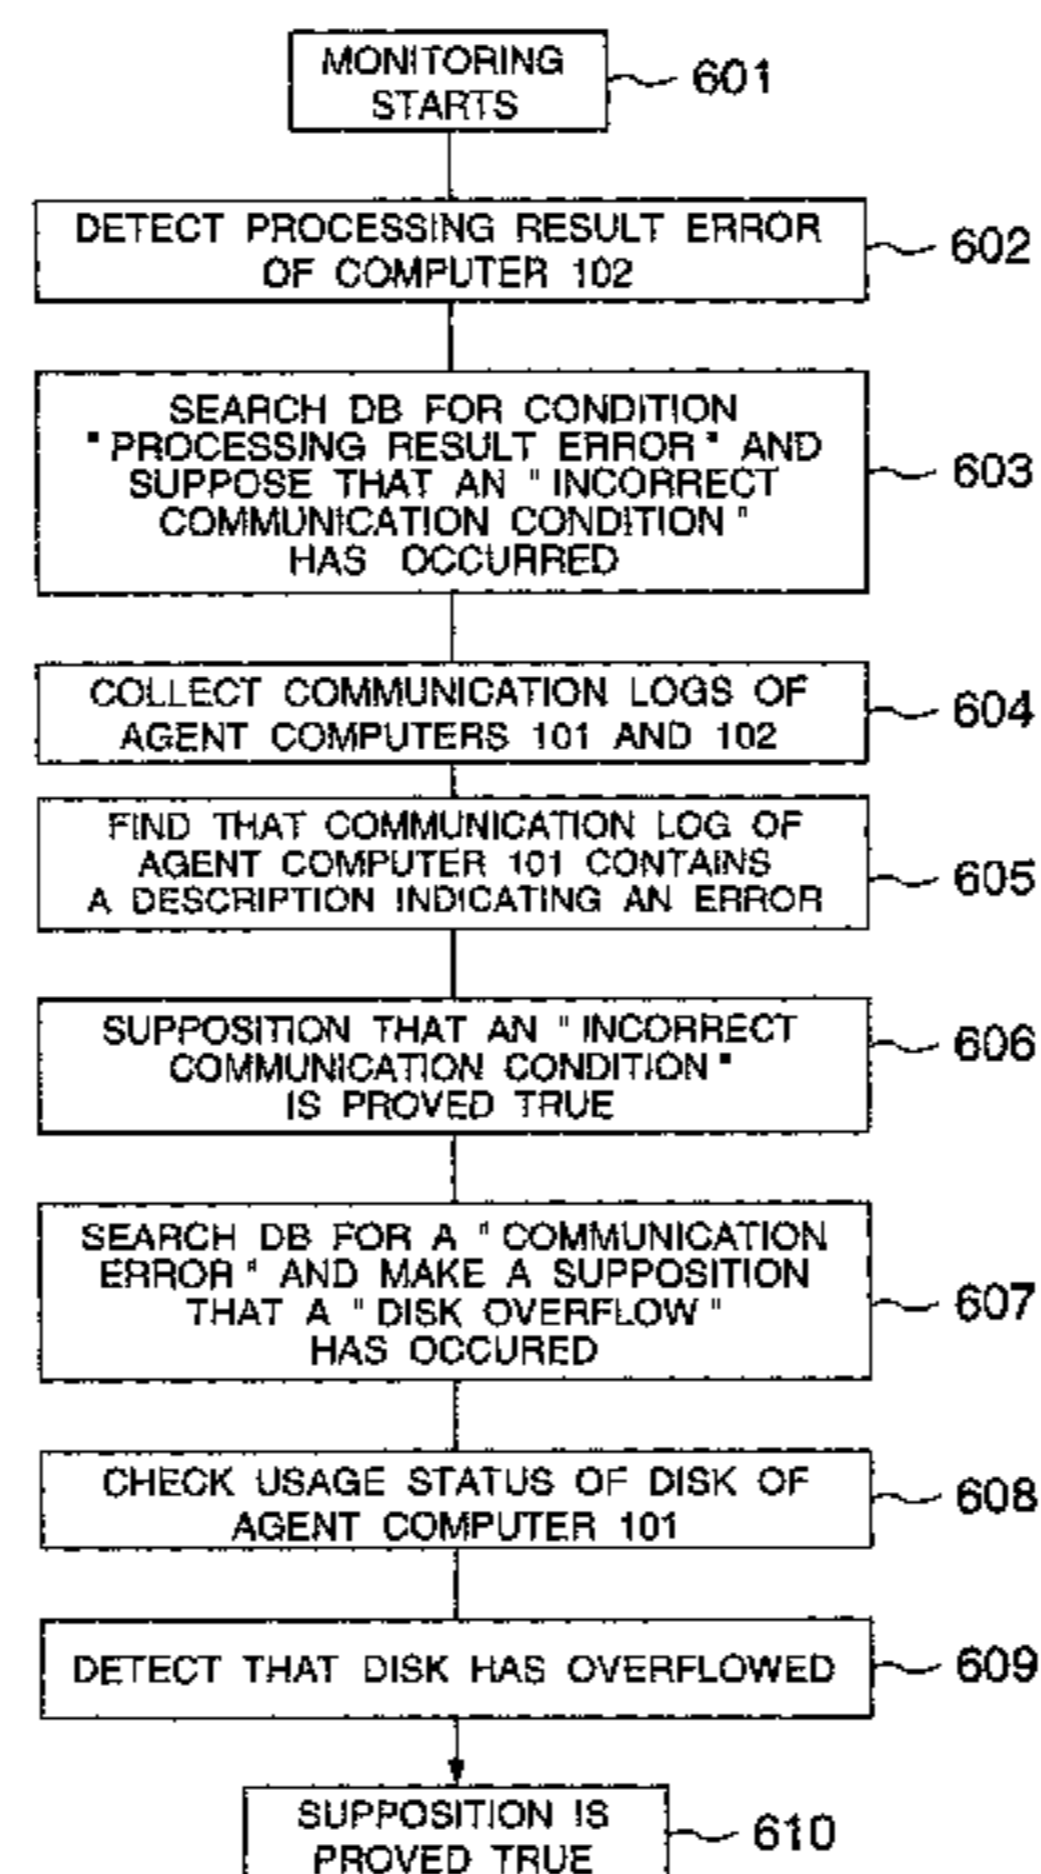 MONITORING
STARTS
601
DETECT PROCESSING RESULT ERROR
OF COMPUTER 102
602
SEARCH DB FOR CONDITION
"PROCESSING RESULT ERROR" AND
SUPPOSE THAT AN "INCORRECT
COMMUNICATION CONDITION"
HAS OCCURRED
603
COLLECT COMMUNICATION LOGS OF
AGENT COMPUTERS 101 AND 102
604
FIND THAT COMMUNICATION LOG OF
AGENT COMPUTER 101 CONTAINS
A DESCRIPTION INDICATING AN ERROR
605
SUPPOSITION THAT AN "INCORRECT
COMMUNICATION CONDITION"
IS PROVED TRUE
606
SEARCH DB FOR A "COMMUNICATION
ERROR" AND MAKE A SUPPOSITION
THAT A "DISK OVERFLOW"
HAS OCCURED
607
CHECK USAGE STATUS OF DISK OF
AGENT COMPUTER 101
608
DETECT THAT DISK HAS OVERFLOWED
609
SUPPOSITION IS
PROVED TRUE
610